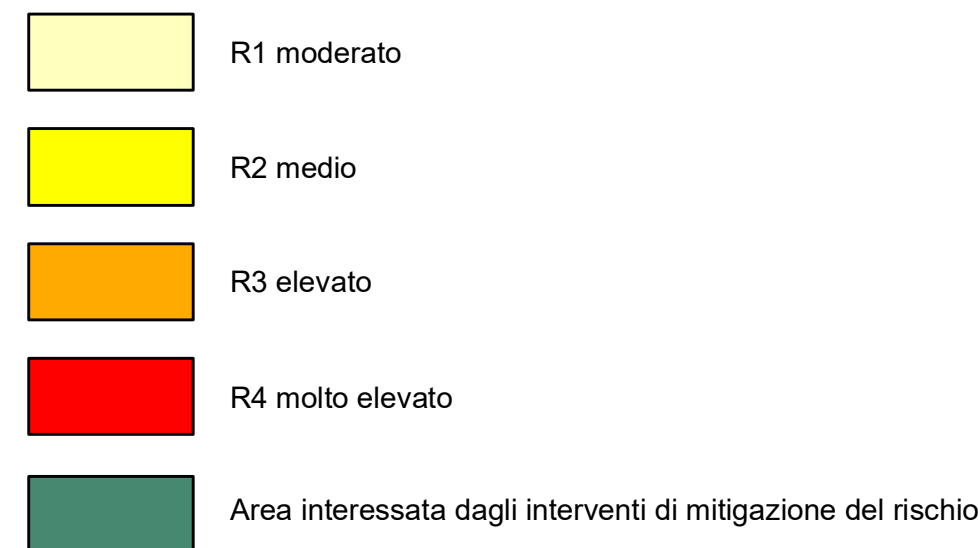 R1 moderato
R2 medio
R3 elevato
R4 molto elevato
Area interessata dagli interventi di mitigazione del rischio